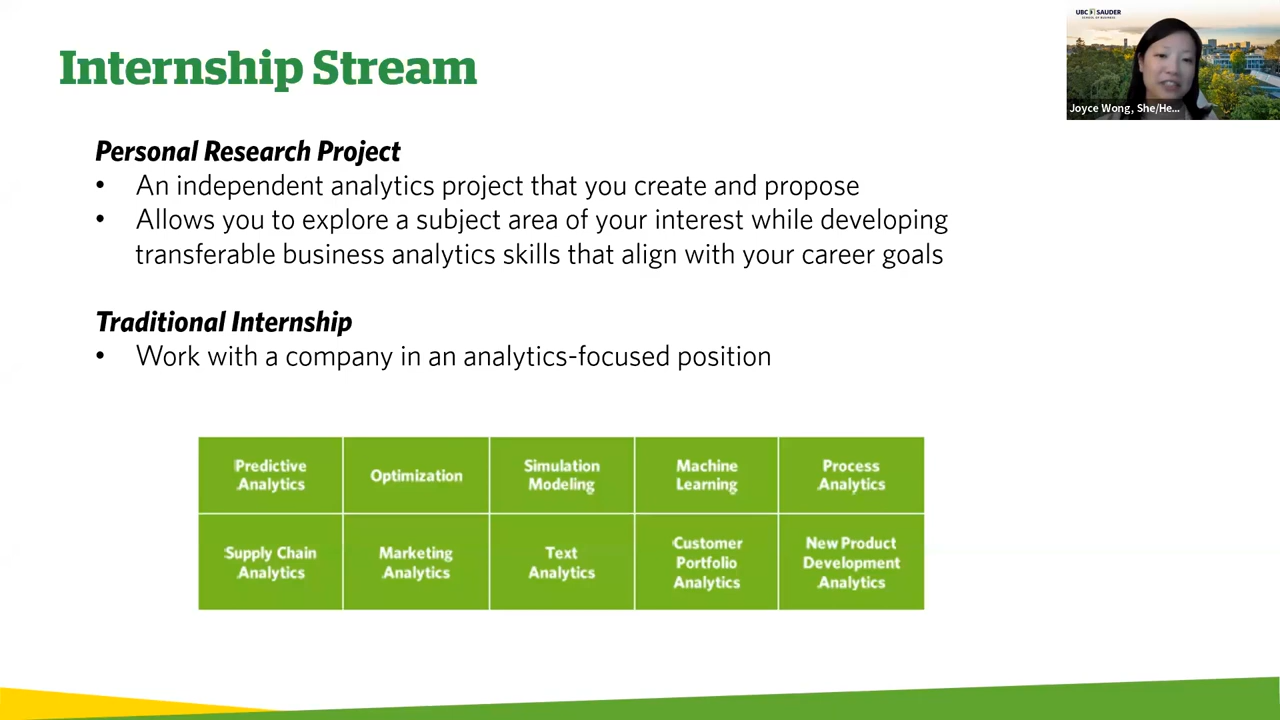 Internship Stream
UBC SAUDER
SCHOOL OF BUSINESS
Joyce Wong, She/He...
Personal Research Project
• An independent analytics project that you create and propose
• Allows you to explore a subject area of your interest while developing
transferable business analytics skills that align with your career goals
Traditional Internship
• Work with a company in an analytics-focused position
Predictive
Analytics
Optimization
Simulation
Modeling
Machine
Learning
Process
Analytics
Supply Chain
Analytics
Marketing
Analytics
Text
Analytics
Customer
Portfolio
Analytics
New Product
Development
Analytics